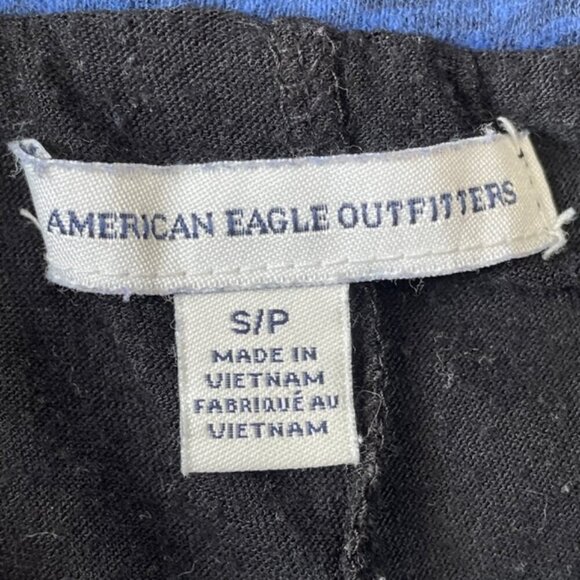 AMERICAN EAGLE OUTFITTERS
S/P
MADE IN
VIETNAM
FABRIQUÉ AU
VIETNAM